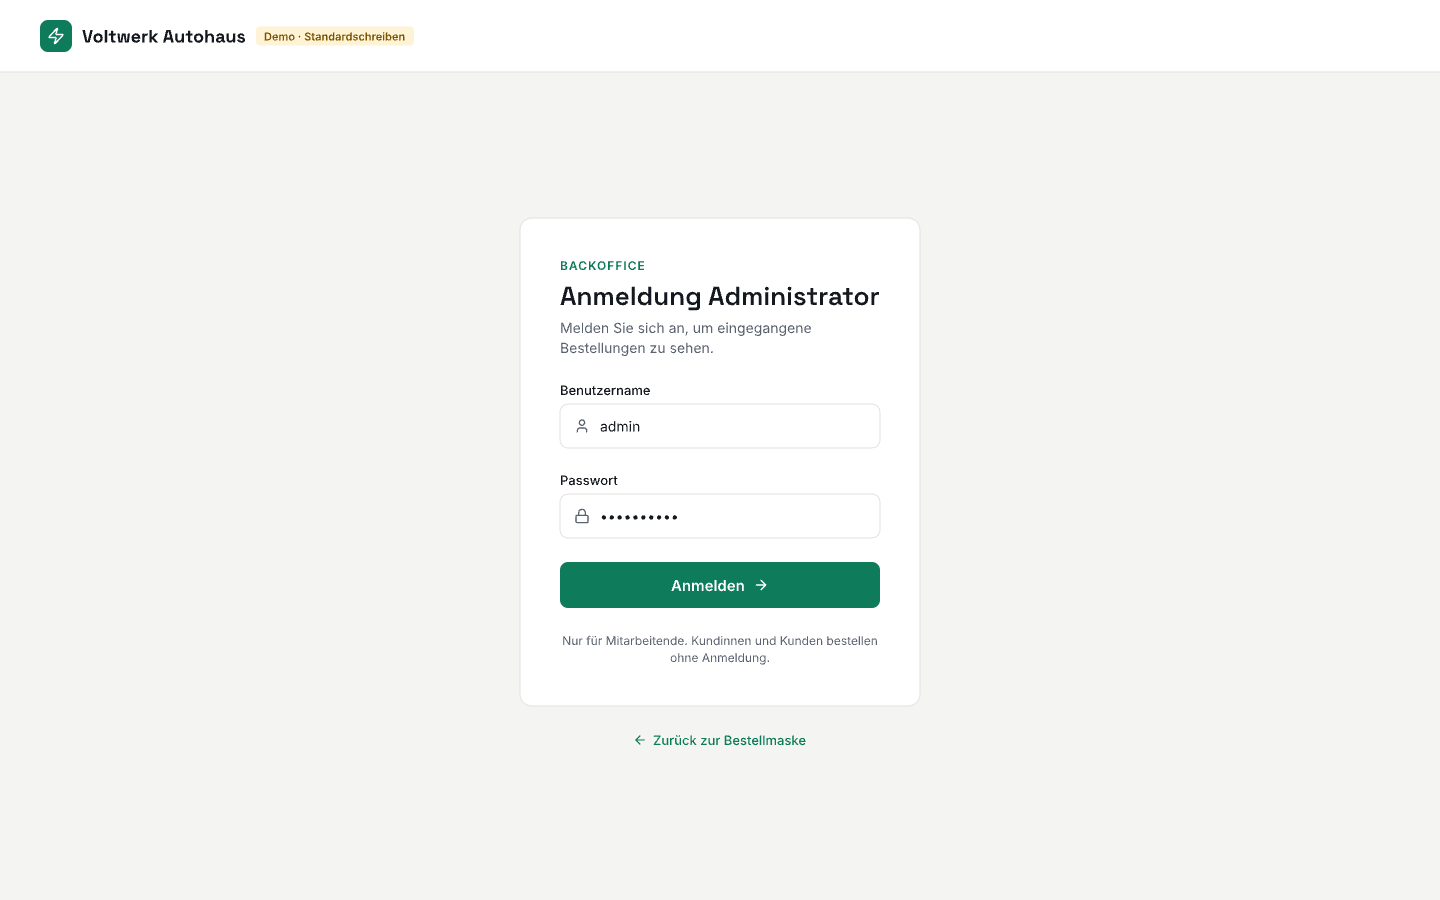 Voltwerk Autohaus
Demo · Standardschreiben
BACKOFFICE
Anmeldung Administrator
Melden Sie sich an, um eingegangene
Bestellungen zu sehen.
Benutzername
admin
Passwort
••••••••••
Anmelden →
Nur für Mitarbeitende. Kundinnen und Kunden bestellen
ohne Anmeldung.
← Zurück zur Bestellmaske